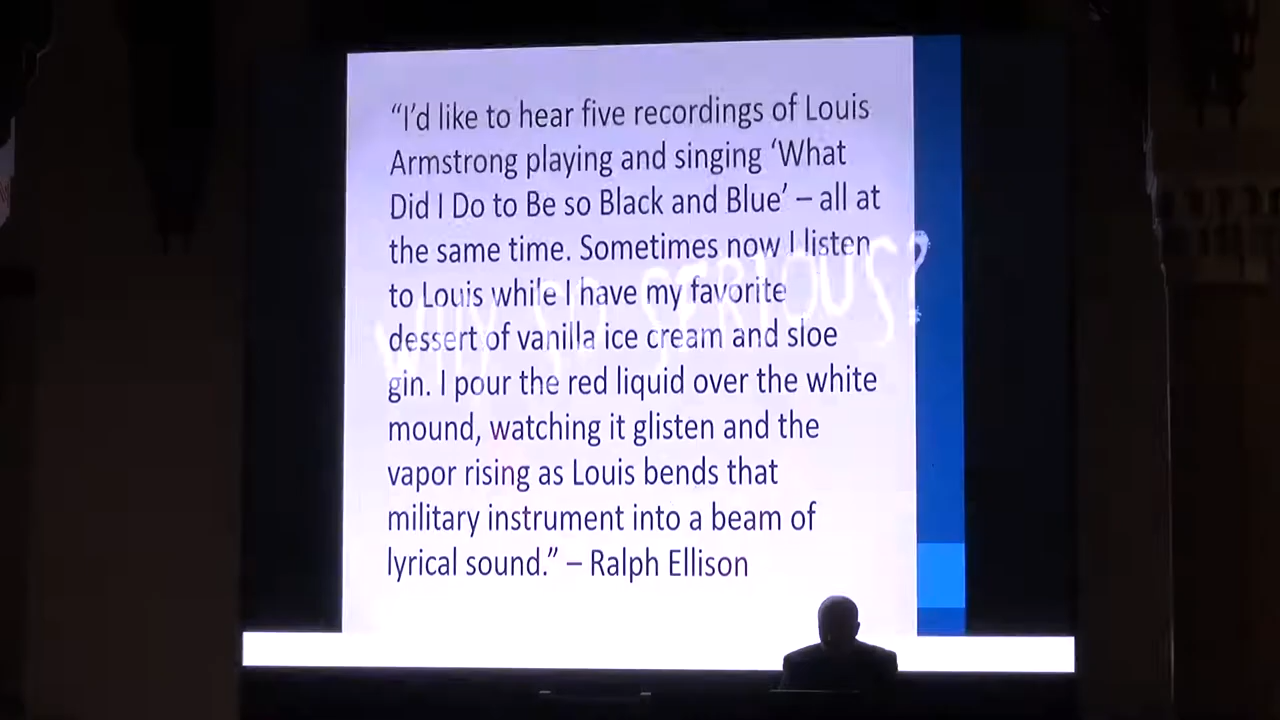 “I’d like to hear five recordings of Louis
Armstrong playing and singing ‘What
Did I Do to Be so Black and Blue’ – all at
the same time. Sometimes now I listen
to Louis while I have my favorite
dessert of vanilla ice cream and sloe
gin. I pour the red liquid over the white
mound, watching it glisten and the
vapor rising as Louis bends that
military instrument into a beam of
lyrical sound.” – Ralph Ellison
WHY SO SERIOUS?